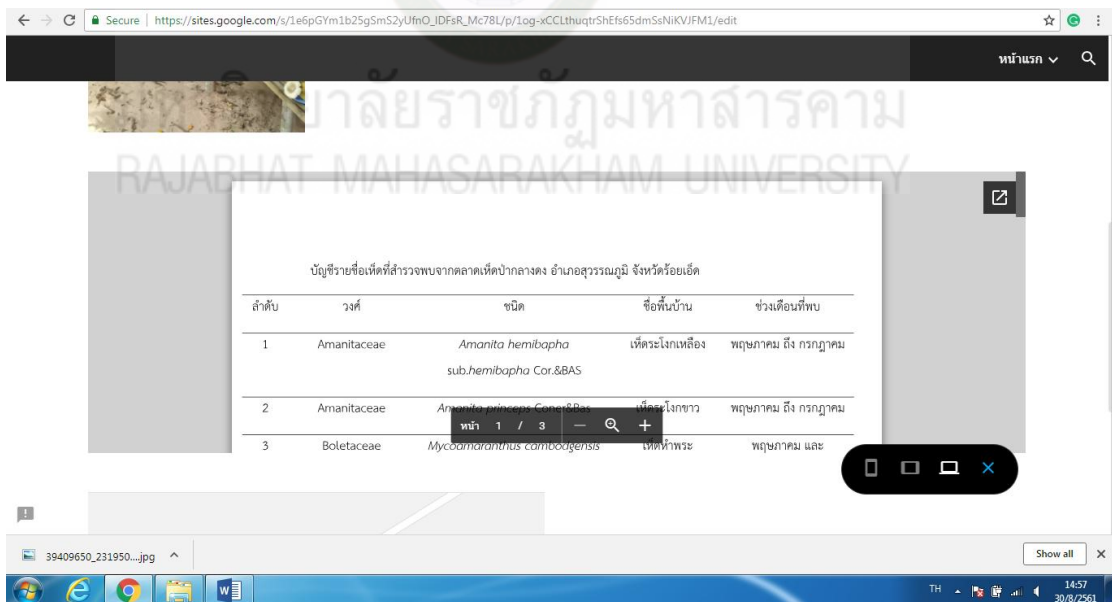 Secure | https://sites.google.com/s/1e6pGYm1b25gSmS2yUfnO_IDFsR_Mc78L/p/1og-xCCLthuqtrShEfs65dmSsNiKVJFM1/edit
หน้าแรก
มหาวิทยาลัยราชภัฏมหาสารคาม
RAJABHAT MAHASARAKHAM UNIVERSITY
บัญชีรายชื่อเห็ดที่สำรวจพบจากตลาดเห็ดป่ากลางดง อำเภอสุวรรณภูมิ จังหวัดร้อยเอ็ด
ลำดับ วงศ์ ชนิด ชื่อพื้นบ้าน ช่วงเดือนที่พบ
1 Amanitaceae Amanita hemibapha เห็ดระโงกเหลือง พฤษภาคม ถึง กรกฎาคม
sub.hemibapha Cor.&BAS
2 Amanitaceae Amanita princeps Coner&Bas เห็ดระโงกขาว พฤษภาคม ถึง กรกฎาคม
หน้า 1 / 3
3 Boletaceae Mycoamaranthus cambodgensis เห็ดหำพระ พฤษภาคม และ
39409650_231950....jpg
Show all
TH
14:57
30/8/2561